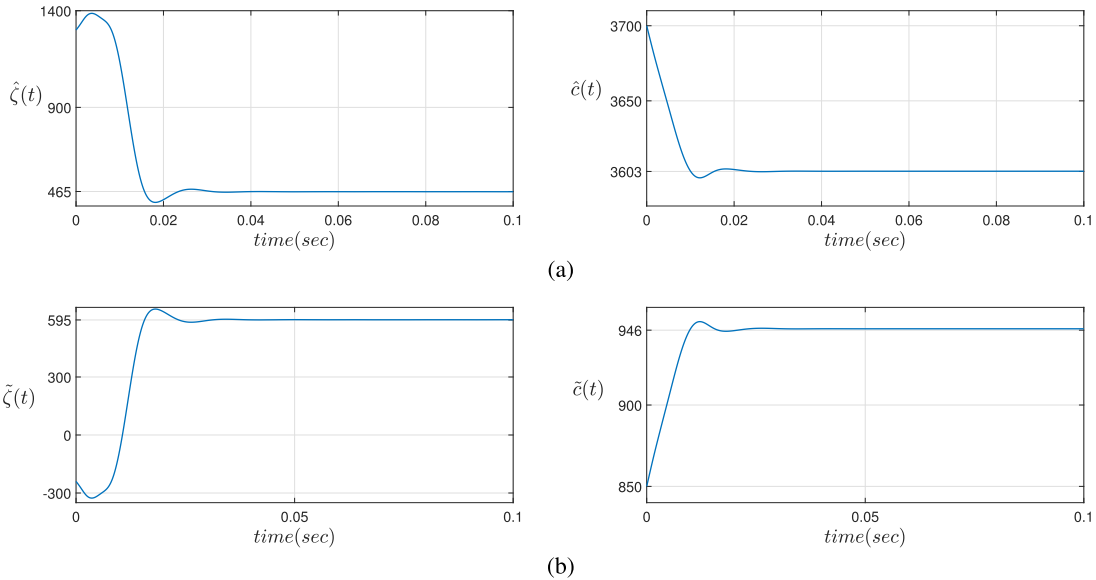 1400
900
465
ζ̂(t)
0 0.02 0.04 0.06 0.08 0.1
time(sec)
3700
3650
3603
ĉ(t)
0 0.02 0.04 0.06 0.08 0.1
time(sec)
(a)
595
300
0
-300
ζ̃(t)
0 0.05 0.1
time(sec)
946
900
850
c̃(t)
0 0.05 0.1
time(sec)
(b)